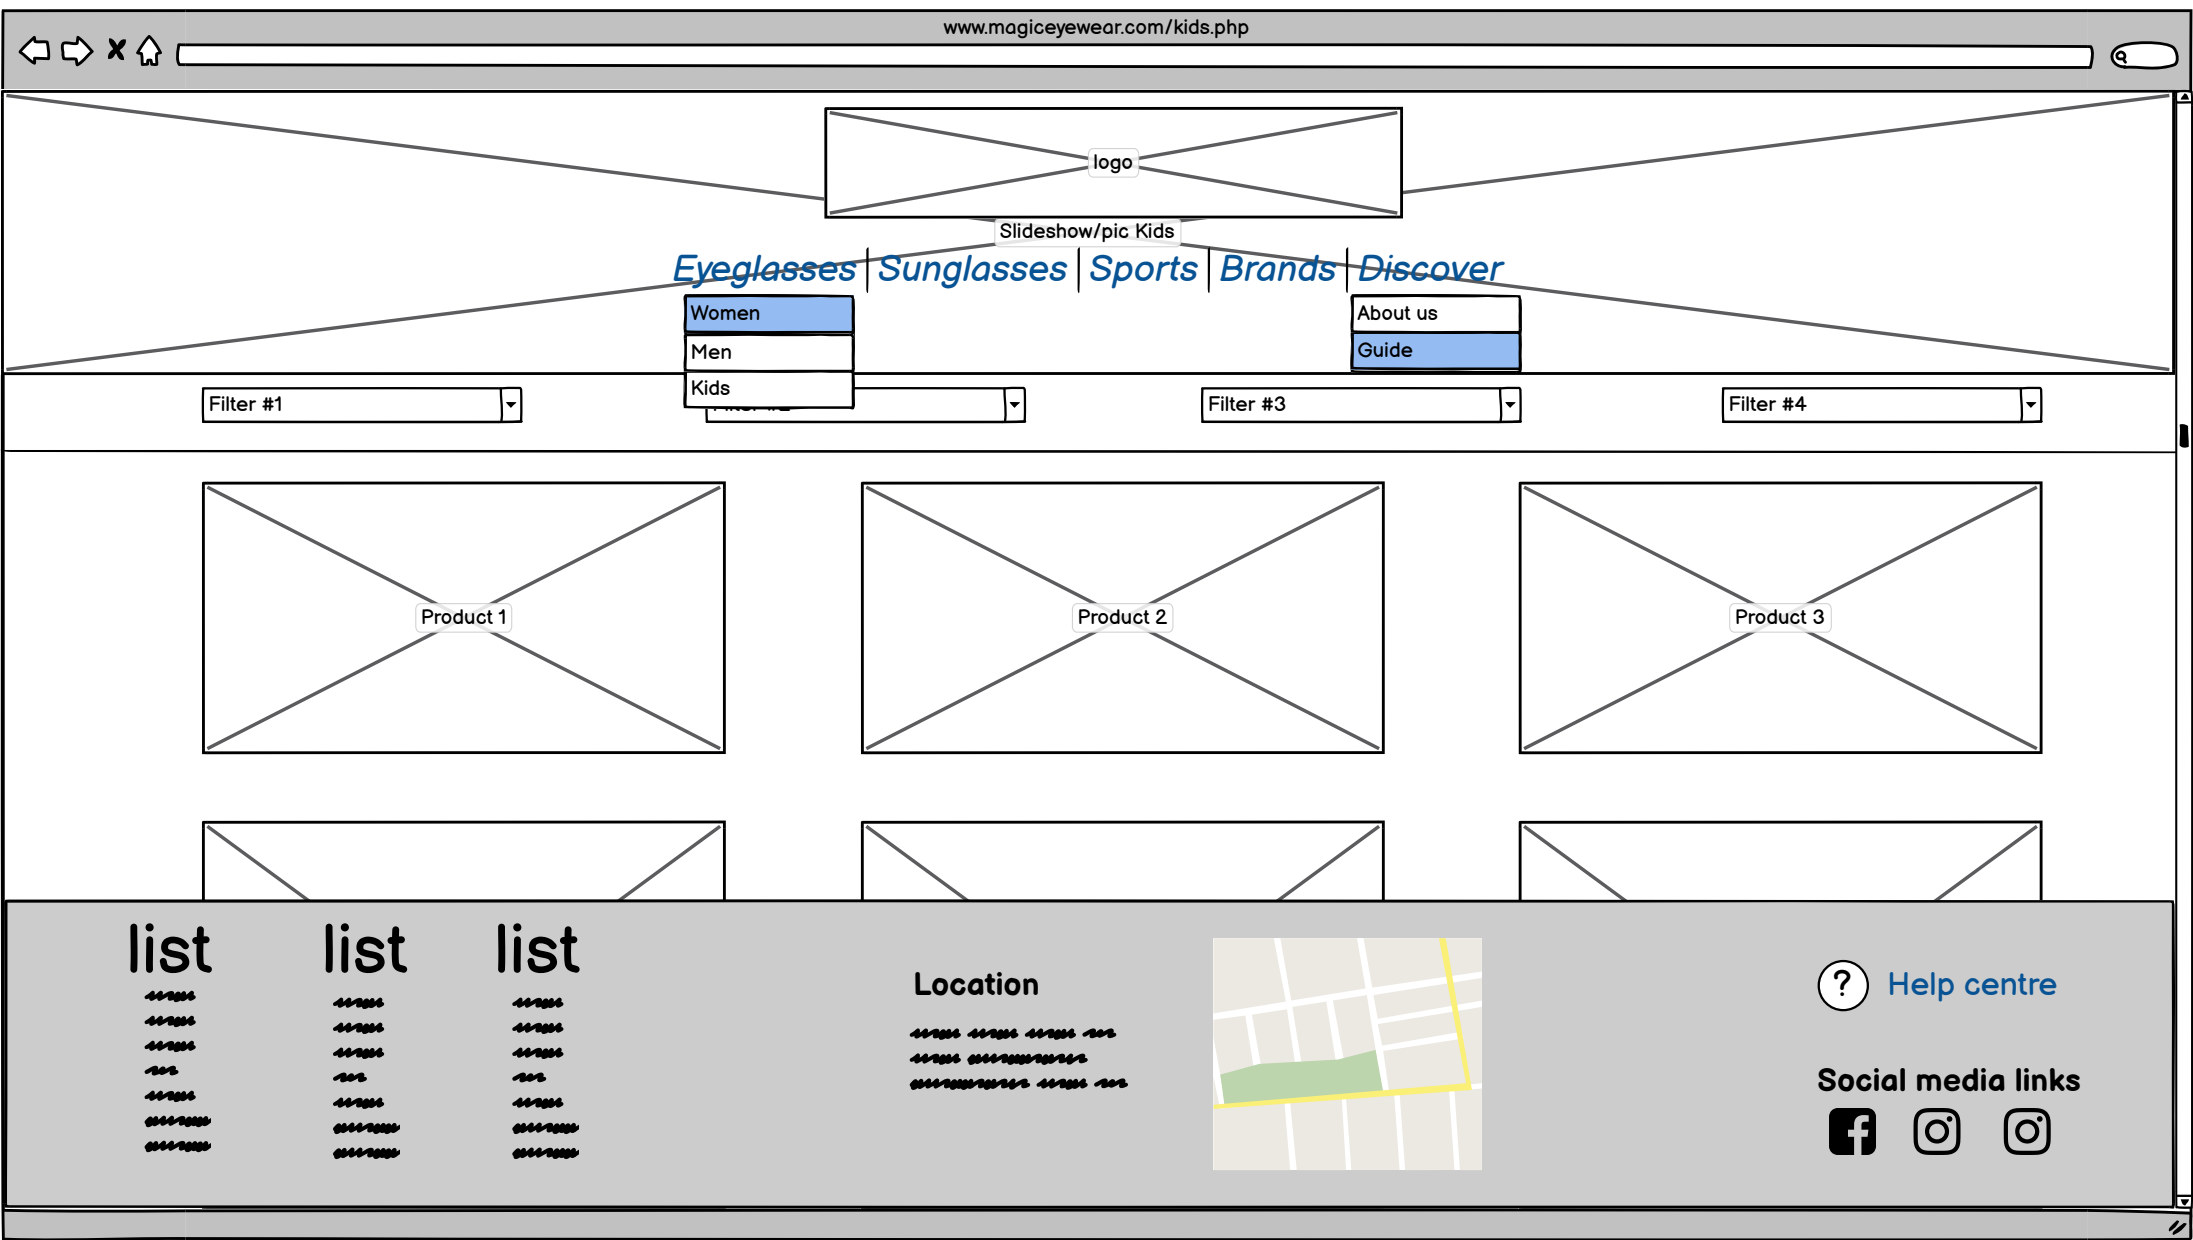 www.magiceyewear.com/kids.php
logo
Slideshow/pic Kids
Eyeglasses Sunglasses Sports Brands Discover
Women
Men
Kids
About us
Guide
Filter #1
Filter #3
Filter #4
Product 1
Product 2
Product 3
list
list
list
Location
? Help centre
Social media links